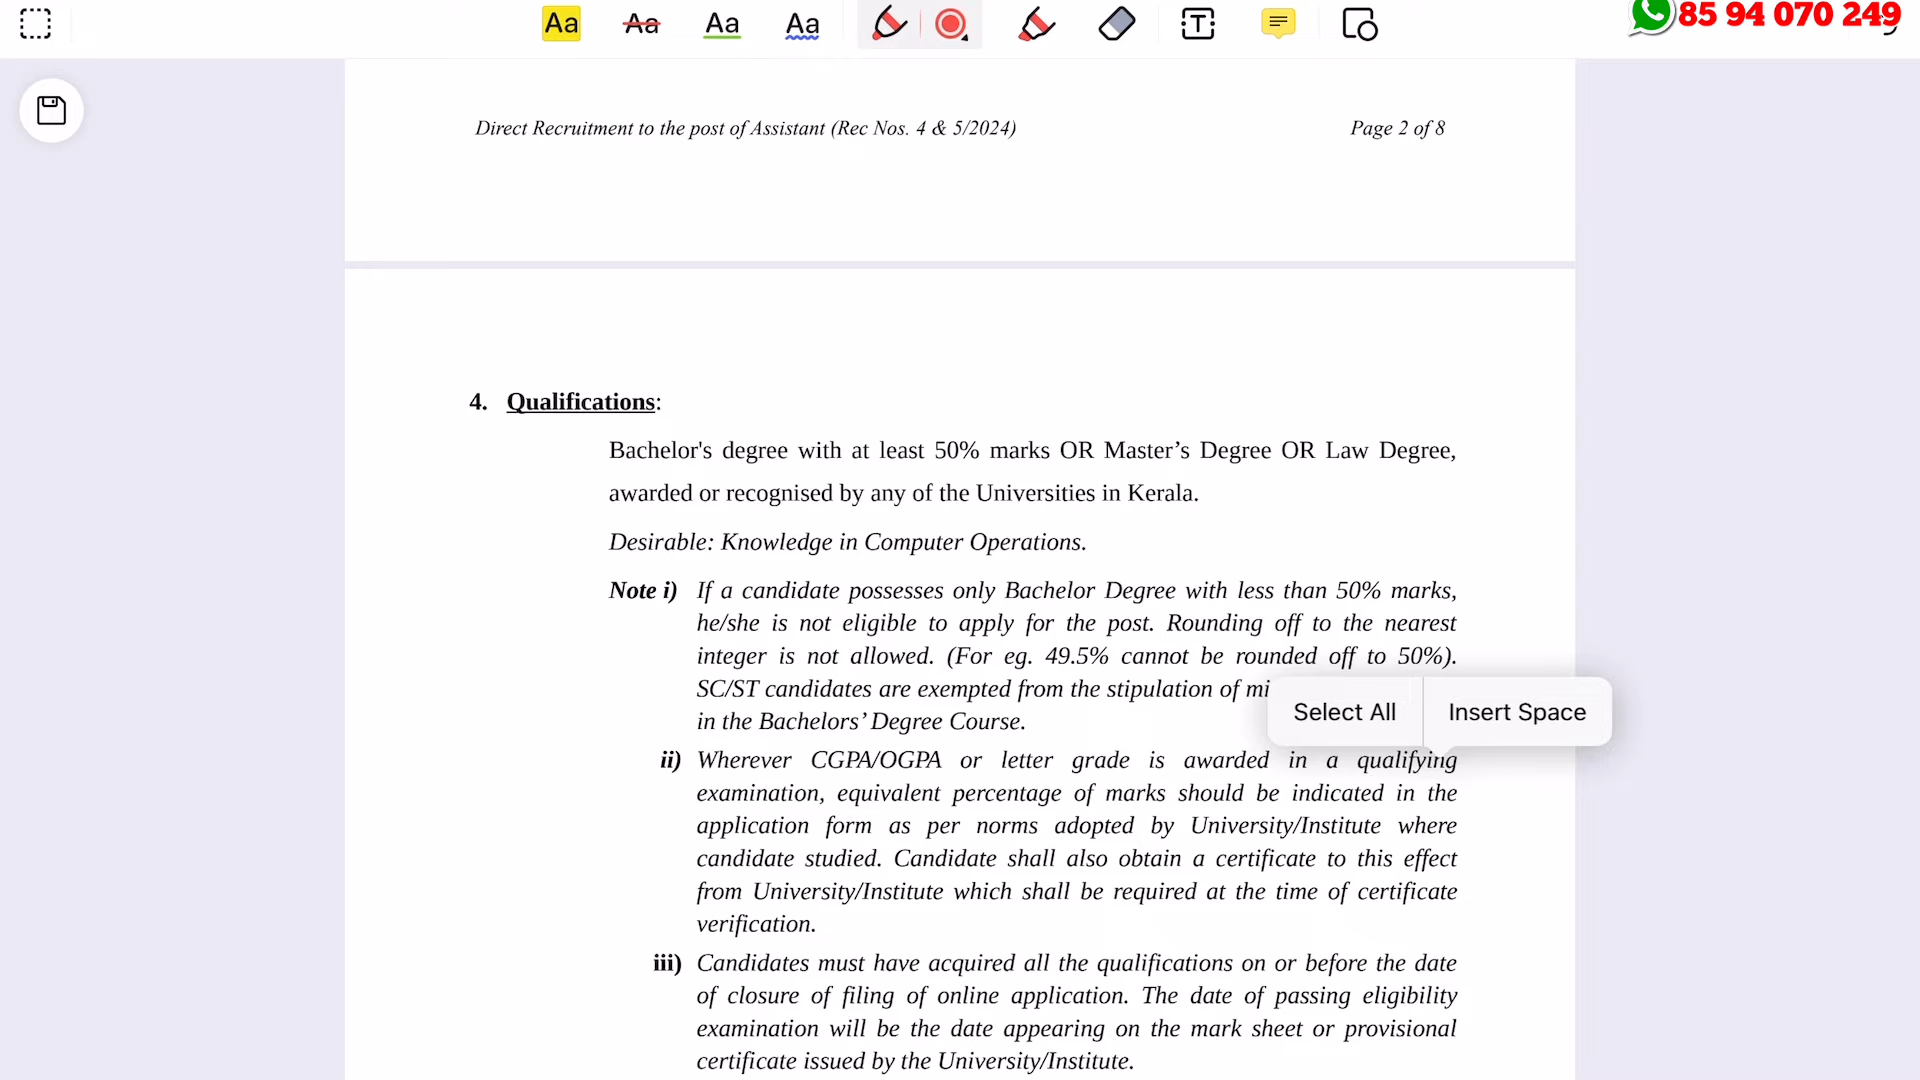 Aa Aa Aa Aa T
85 94 070 249
Direct Recruitment to the post of Assistant (Rec Nos. 4 & 5/2024) Page 2 of 8
4. Qualifications:
Bachelor's degree with at least 50% marks OR Master’s Degree OR Law Degree,
awarded or recognised by any of the Universities in Kerala.
Desirable: Knowledge in Computer Operations.
Note i) If a candidate possesses only Bachelor Degree with less than 50% marks,
he/she is not eligible to apply for the post. Rounding off to the nearest
integer is not allowed. (For eg. 49.5% cannot be rounded off to 50%).
SC/ST candidates are exempted from the stipulation of mi
Select All Insert Space
in the Bachelors’ Degree Course.
ii) Wherever CGPA/OGPA or letter grade is awarded in a qualifying
examination, equivalent percentage of marks should be indicated in the
application form as per norms adopted by University/Institute where
candidate studied. Candidate shall also obtain a certificate to this effect
from University/Institute which shall be required at the time of certificate
verification.
iii) Candidates must have acquired all the qualifications on or before the date
of closure of filing of online application. The date of passing eligibility
examination will be the date appearing on the mark sheet or provisional
certificate issued by the University/Institute.